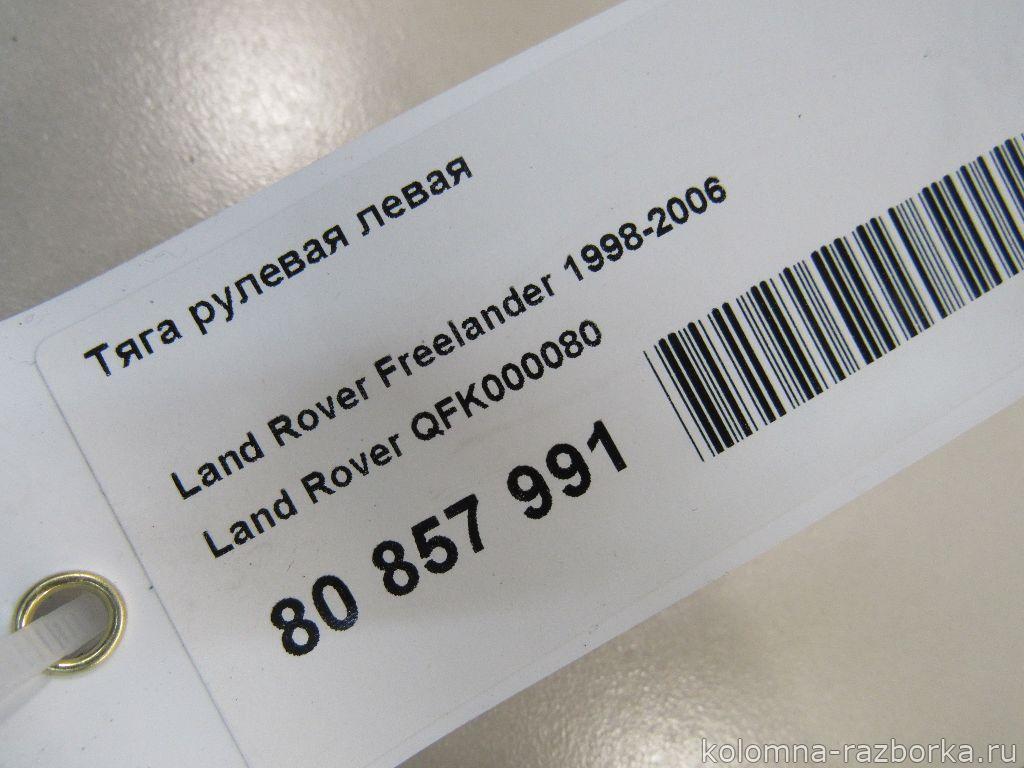 Тяга рулевая левая
Land Rover Freelander 1998-2006
Land Rover QFK000080
80 857 991
kolomna-razborka.ru